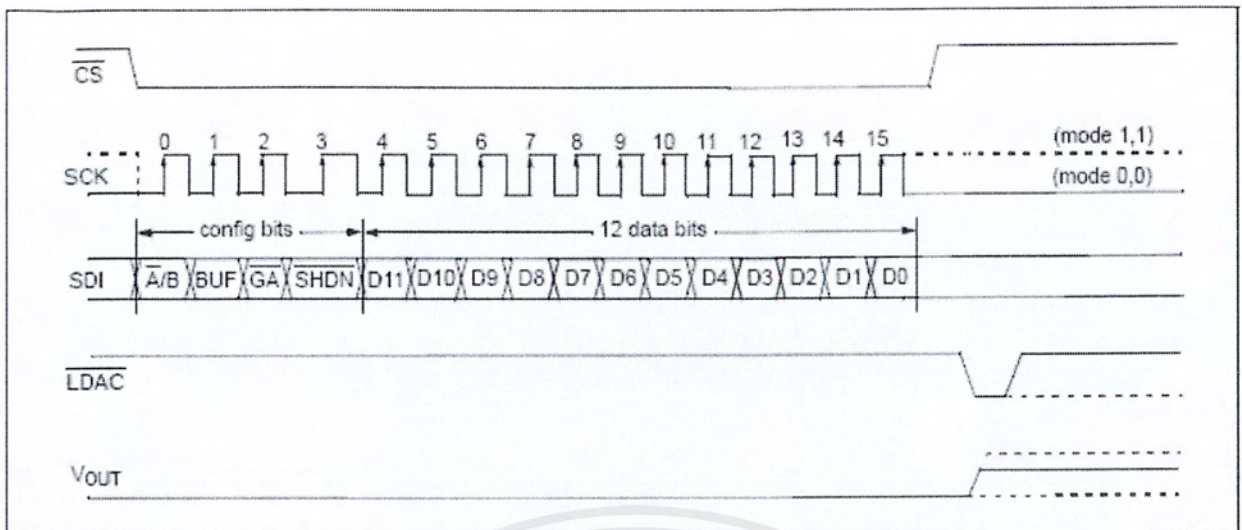 CS
0 1 2 3 4 5 6 7 8 9 10 11 12 13 14 15 (mode 1,1)
SCK (mode 0,0)
config bits 12 data bits
SDI A/B BUF GA SHDN D11 D10 D9 D8 D7 D6 D5 D4 D3 D2 D1 D0
LDAC
VOUT